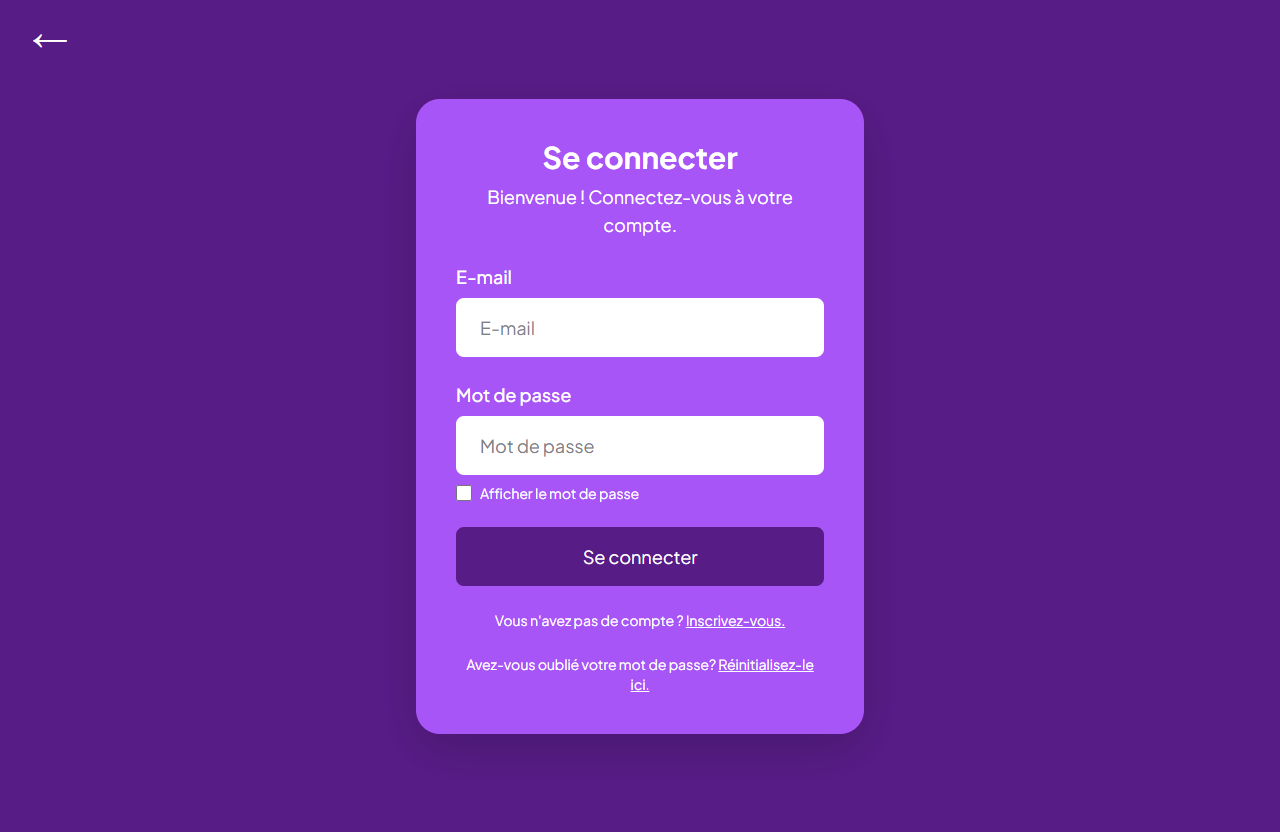 ←
Se connecter
Bienvenue ! Connectez-vous à votre
compte.
E-mail
E-mail
Mot de passe
Mot de passe
Afficher le mot de passe
Se connecter
Vous n'avez pas de compte ? Inscrivez-vous.
Avez-vous oublié votre mot de passe? Réinitialisez-le
ici.